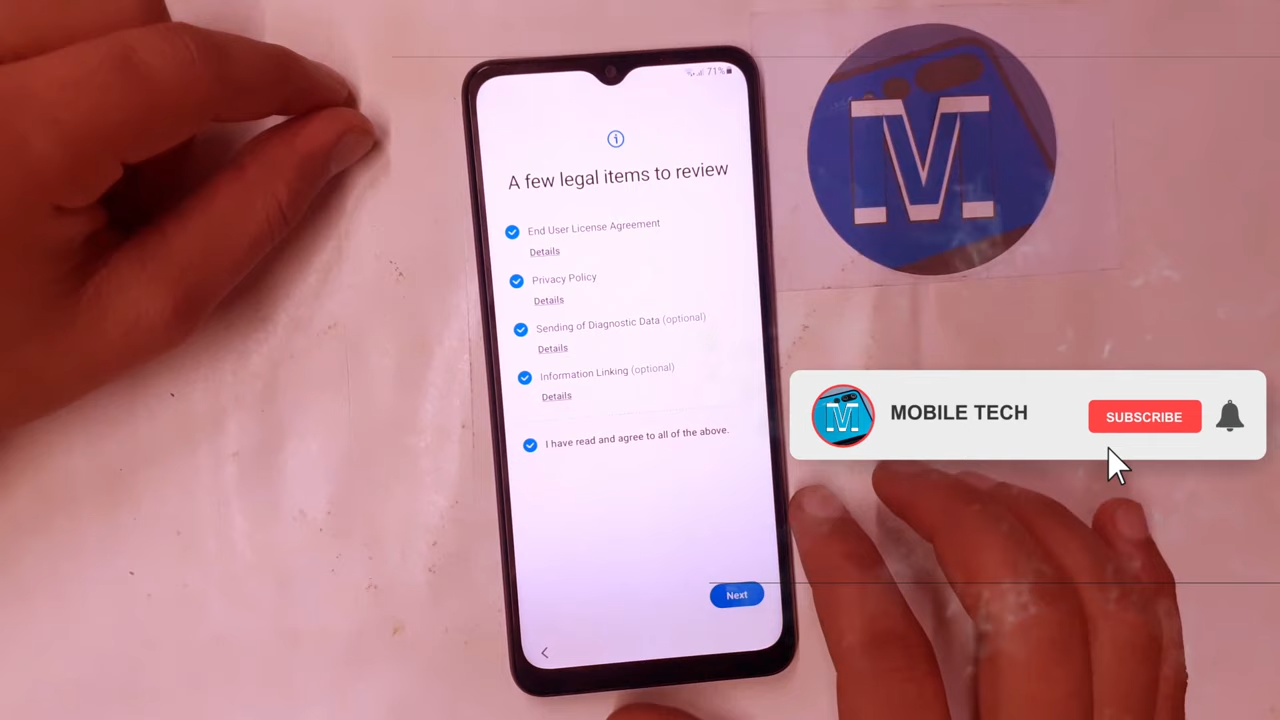 71%
A few legal items to review
End User License Agreement
Details
Privacy Policy
Details
Sending of Diagnostic Data (optional)
Details
Information Linking (optional)
Details
I have read and agree to all of the above.
Next
M
M MOBILE TECH SUBSCRIBE